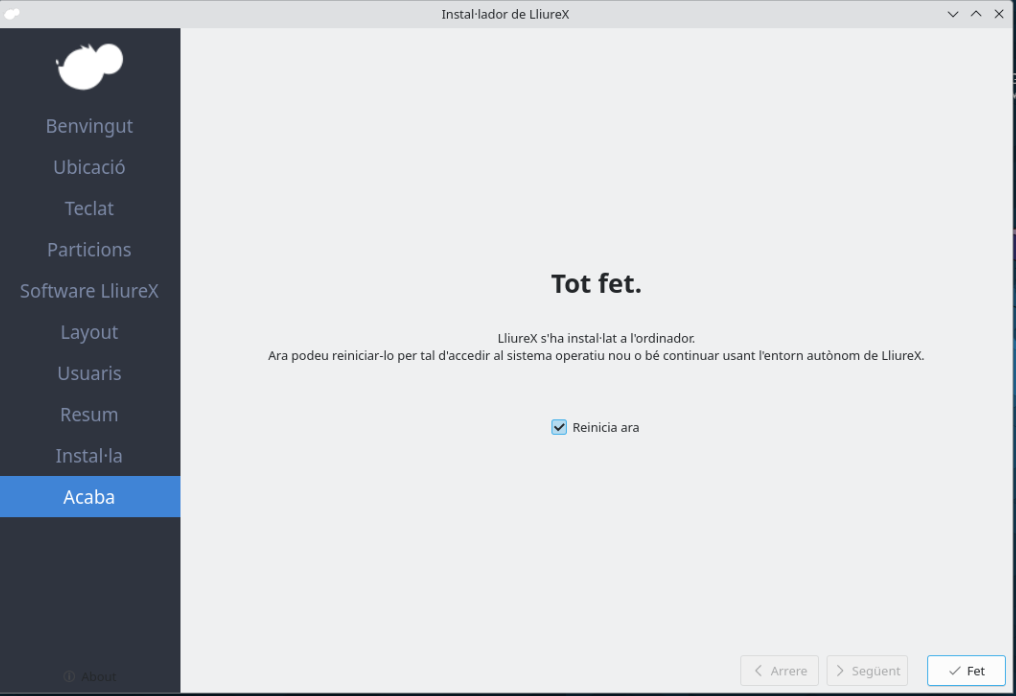 Instal·lador de LliureX
Benvingut
Ubicació
Teclat
Particions
Software LliureX
Layout
Usuaris
Resum
Instal·la
Acaba
About
Tot fet.
LliureX s'ha instal·lat a l'ordinador.
Ara podeu reiniciar-lo per tal d'accedir al sistema operatiu nou o bé continuar usant l'entorn autònom de LliureX.
Reinicia ara
Arrere
Següent
Fet